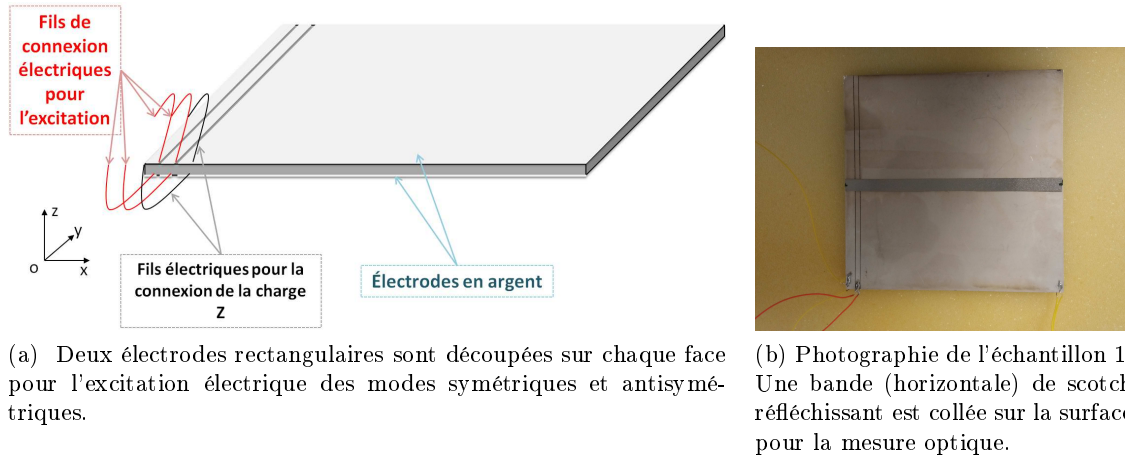 Fils de
connexion
électriques
pour
l'excitation
z
y
o
x
Fils électriques pour la
connexion de la charge
Z
Électrodes en argent
(a) Deux électrodes rectangulaires sont découpées sur chaque face
pour l'excitation électrique des modes symétriques et antisymé-
triques.
(b) Photographie de l'échantillon 1
Une bande (horizontale) de scotch
réfléchissant est collée sur la surface
pour la mesure optique.